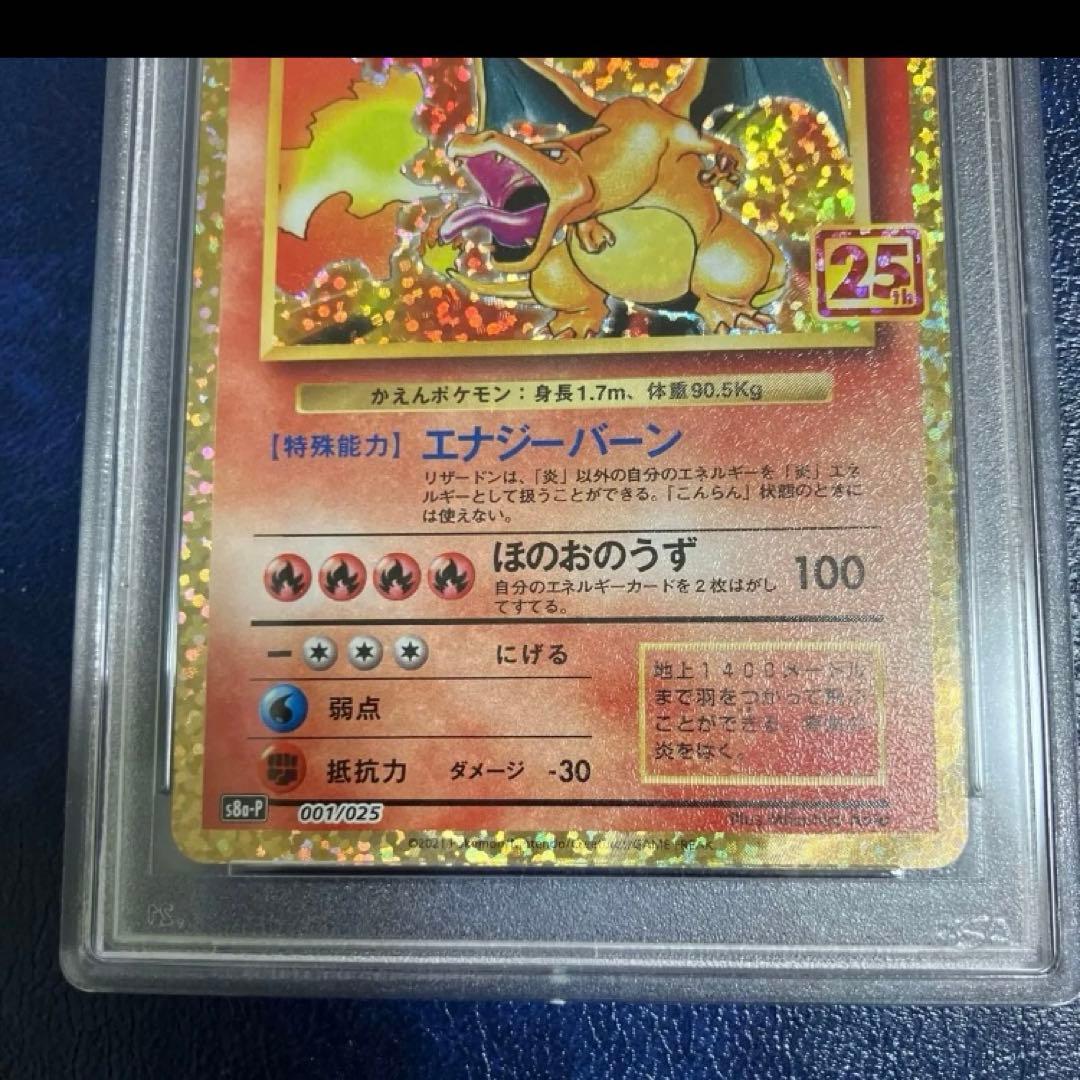 25th
かえんポケモン：身長1.7m、体重90.5Kg
【特殊能力】エナジーバーン
リザードンは、「炎」以外の自分のエネルギーを「炎」エネ
ルギーとして扱うことができる。「こんらん」状態のときに
は使えない。
ほのおのうず 100
自分のエネルギーカードを2枚はがし
てすてる。
にげる
弱点
抵抗力 ダメージ -30
地上1400メートル
まで羽をつかって飛ぶ
ことができる
炎をはく。
s8a-P 001/025
©2021 Pokémon/Nintendo/Creatures/GAME FREAK